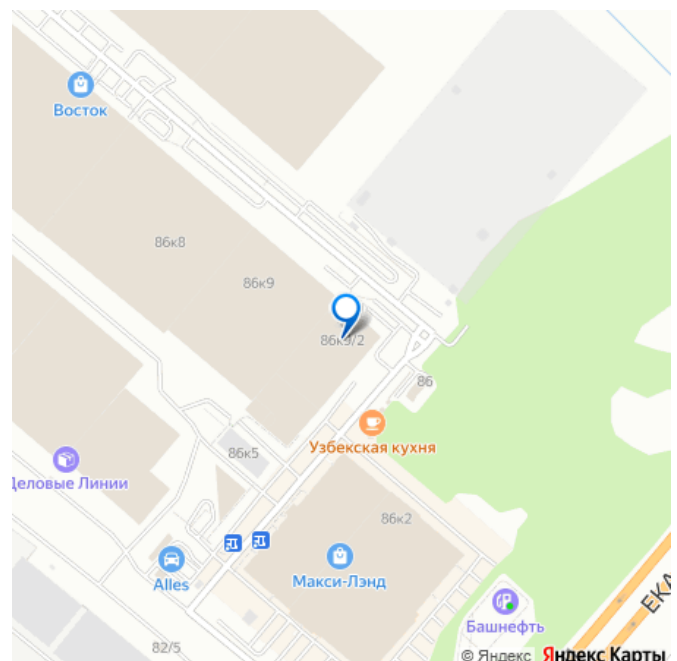 Восток
86к8
86к9
86к9/2
86
Узбекская кухня
86к5
Деловые Линии
86к2
Alles
Макси-Лэнд
Башнефть
82/5
© Яндекс Яндекс Карты